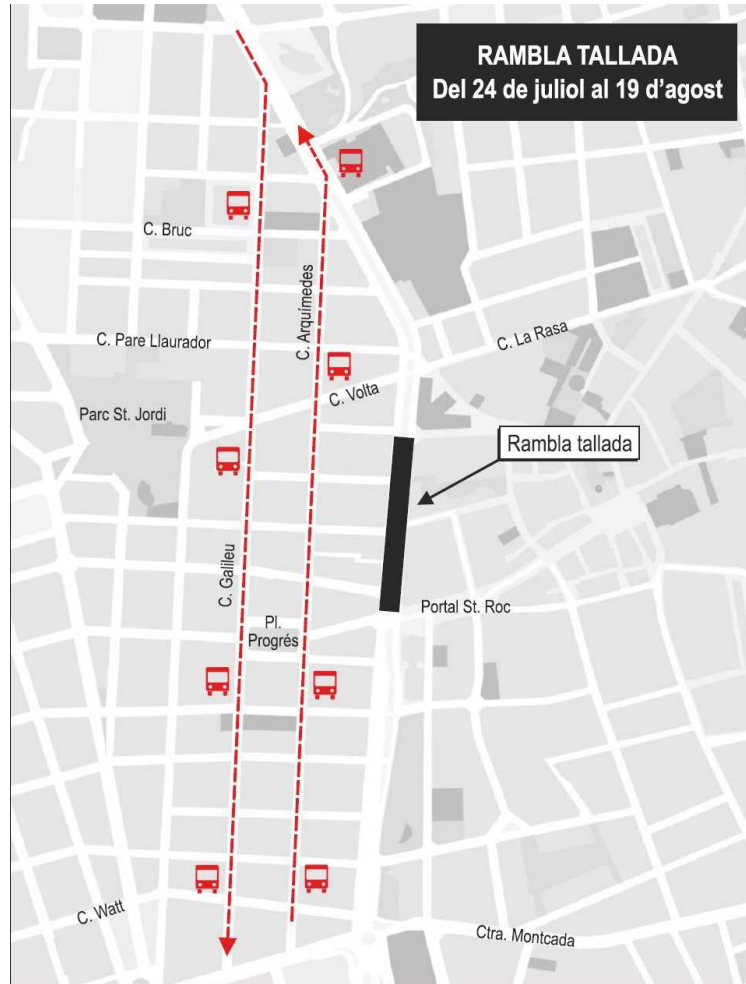 RAMBLA TALLADA
Del 24 de juliol al 19 d'agost
C. Bruc
C. Arquímedes
C. Pare Llaurador
C. La Rasa
C. Volta
Parc St. Jordi
Rambla tallada
C. Galileu
Portal St. Roc
Pl.
Progrés
C. Watt
Ctra. Montcada